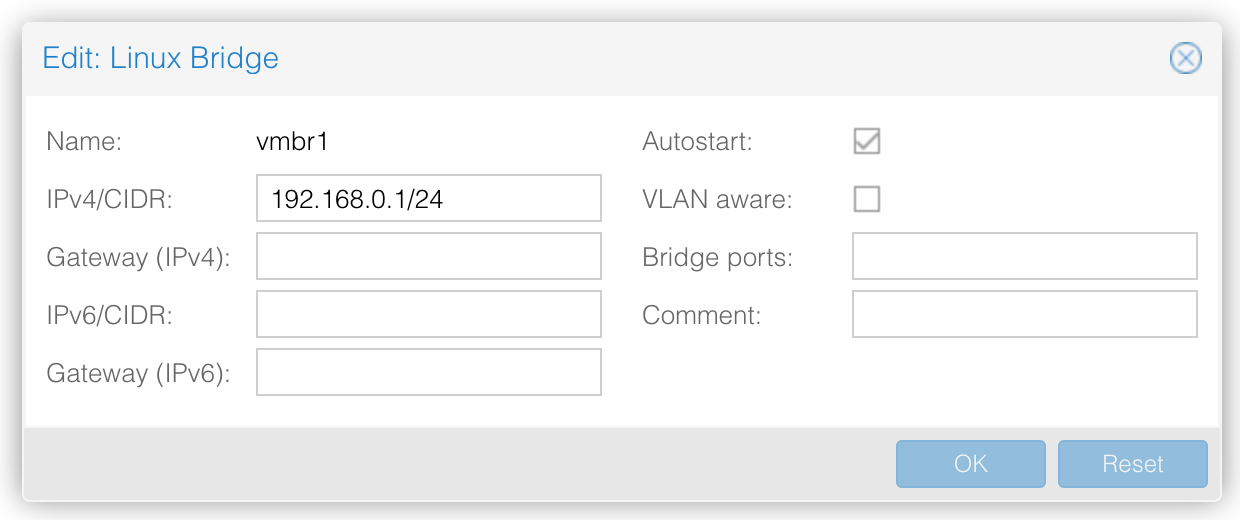 Edit: Linux Bridge
Name: vmbr1 Autostart:
IPv4/CIDR: 192.168.0.1/24 VLAN aware:
Gateway (IPv4): Bridge ports:
IPv6/CIDR: Comment:
Gateway (IPv6):
OK Reset